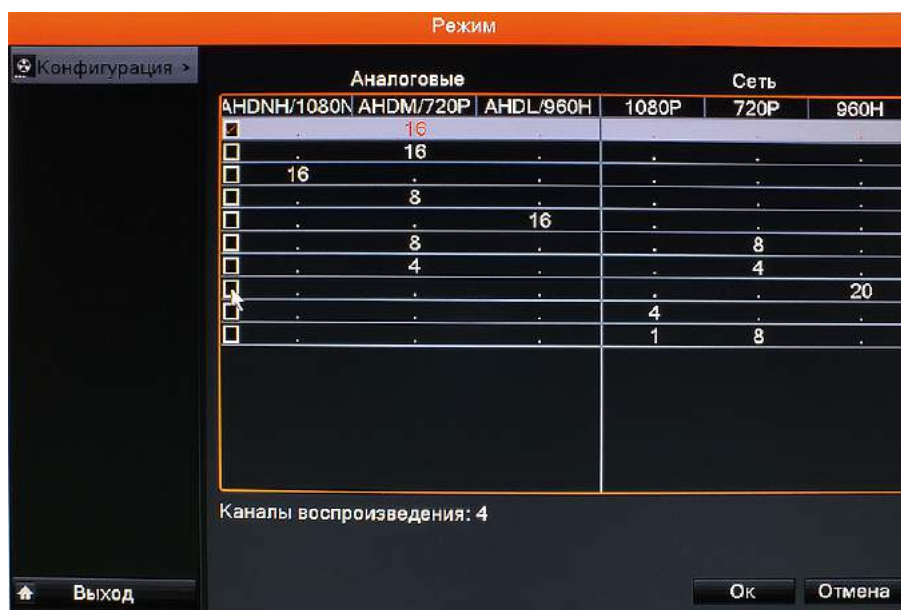 Режим
Конфигурация >
Аналоговые Сеть
AHDNH/1080N AHDM/720P AHDL/960H 1080P 720P 960H
. 16 . . . .
. 16 . . . .
16 . . . . .
. 8 . . . .
. . 16 . . .
. 8 . . 8 .
. 4 . . 4 .
. . . . . 20
. . . 4 . .
. . . 1 8 .
Каналы воспроизведения: 4
Выход Ок Отмена